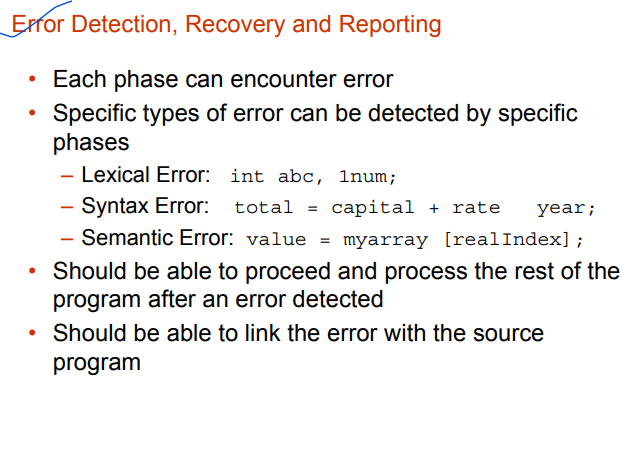 Error Detection, Recovery and Reporting
• Each phase can encounter error
• Specific types of error can be detected by specific
phases
– Lexical Error: int abc, 1num;
– Syntax Error: total = capital + rate year;
– Semantic Error: value = myarray [realIndex];
• Should be able to proceed and process the rest of the
program after an error detected
• Should be able to link the error with the source
program